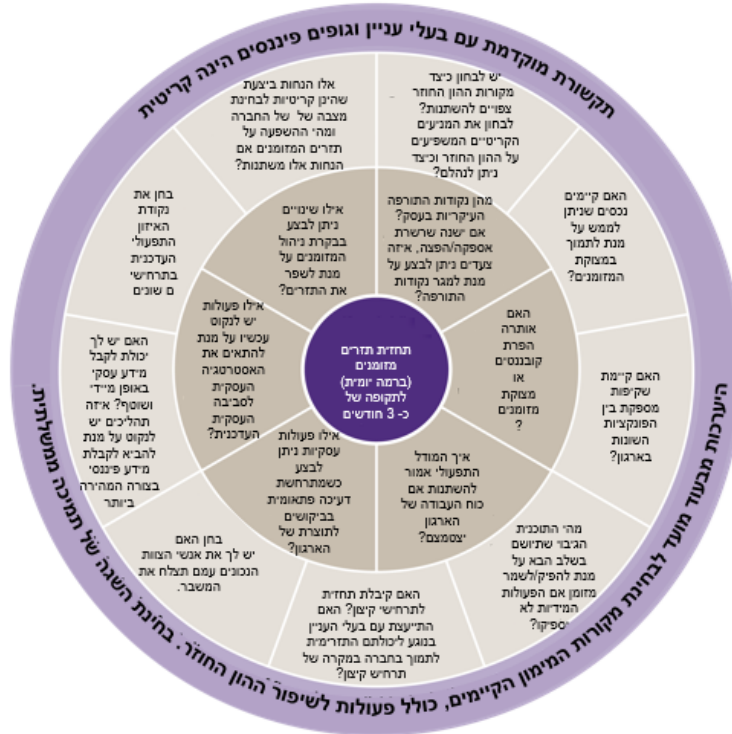 תקשורת מוקדמת עם בעלי עניין וגופים פיננסים הינה קריטית
היערכות מבעוד מועד לבחינת מקורות המימון הקיימים, כולל פעולות לשיפור ההון החוזר. בחינת השגה של תמיכה ממשלתית.
יש לבחון כיצד
מקורות ההון החוזר
צפויים להשתנות?
לבחון את המניעים
הקריטיים המשפיעים
על ההון החוזר וכיצד
ניתן לנהלם?
האם קיימים
נכסים שניתן
לממש על
מנת לתמוך
במצוקת
המזומנים?
האם קיימת
שקיפות
מספקת בין
הפונקציות
השונות
בארגון?
מהי התוכנית
הגיבוי שתיושם
בשלב הבא על
מנת להפיק/לשמר
מזומן אם הפעולות
המידיות לא
יספיקו?
האם קיבלת תחזית
לתרחישי קיצון? האם
התייעצת עם בעלי העניין
בנוגע ליכולתם התזרימית
לתמוך בחברה במקרה של
תרחיש קיצון?
בחן האם
יש לך את אנשי הצוות
הנכונים עמם תצלח את
המשבר.
האם יש לך
יכולת לקבל
מידע עסקי
באופן מיידי
ושוטף? איזה
תהליכים יש
לנקוט על מנת
להביא לקבלת
מידע פיננסי
בצורה המהירה
ביותר
בחן את
נקודת
האיזון
התפעולי
העדכנית
בתרחישי
ם שונים
אלו הנחות ביצעת
שהינן קריטיות לבחינת
מצבה של של החברה
ומהי ההשפעה על
תזרים המזומנים אם
הנחות אלו משתנות?
מהן נקודות התורפה
העיקריות בעסק?
אם ישנה שרשרת
אספקה/הפצה, איזה
צעדים ניתן לבצע על
מנת למגר נקודות
התורפה?
האם
אותרה
הפרת
קובננטים
או
מצוקת
מזומנים
?
איך המודל
התפעולי אמור
להשתנות אם
כוח העבודה של
הארגון
יצטמצם?
אילו פעולות
עסקיות ניתן
לבצע
כשמתרחשת
דעיכה פתאומית
בביקושים
לתוצרת של
הארגון?
אילו פעולות
יש לנקוט
עכשיו על מנת
להתאים את
האסטרטגיה
העסקית
לסביבה
העסקית
העדכנית?
אילו שינויים
ניתן לבצע
בבקרת ניהול
המזומנים על
מנת לשפר
את התזרים?
תחזית תזרים
מזומנים
(ברמה יומית)
לתקופה של
כ- 3 חודשים